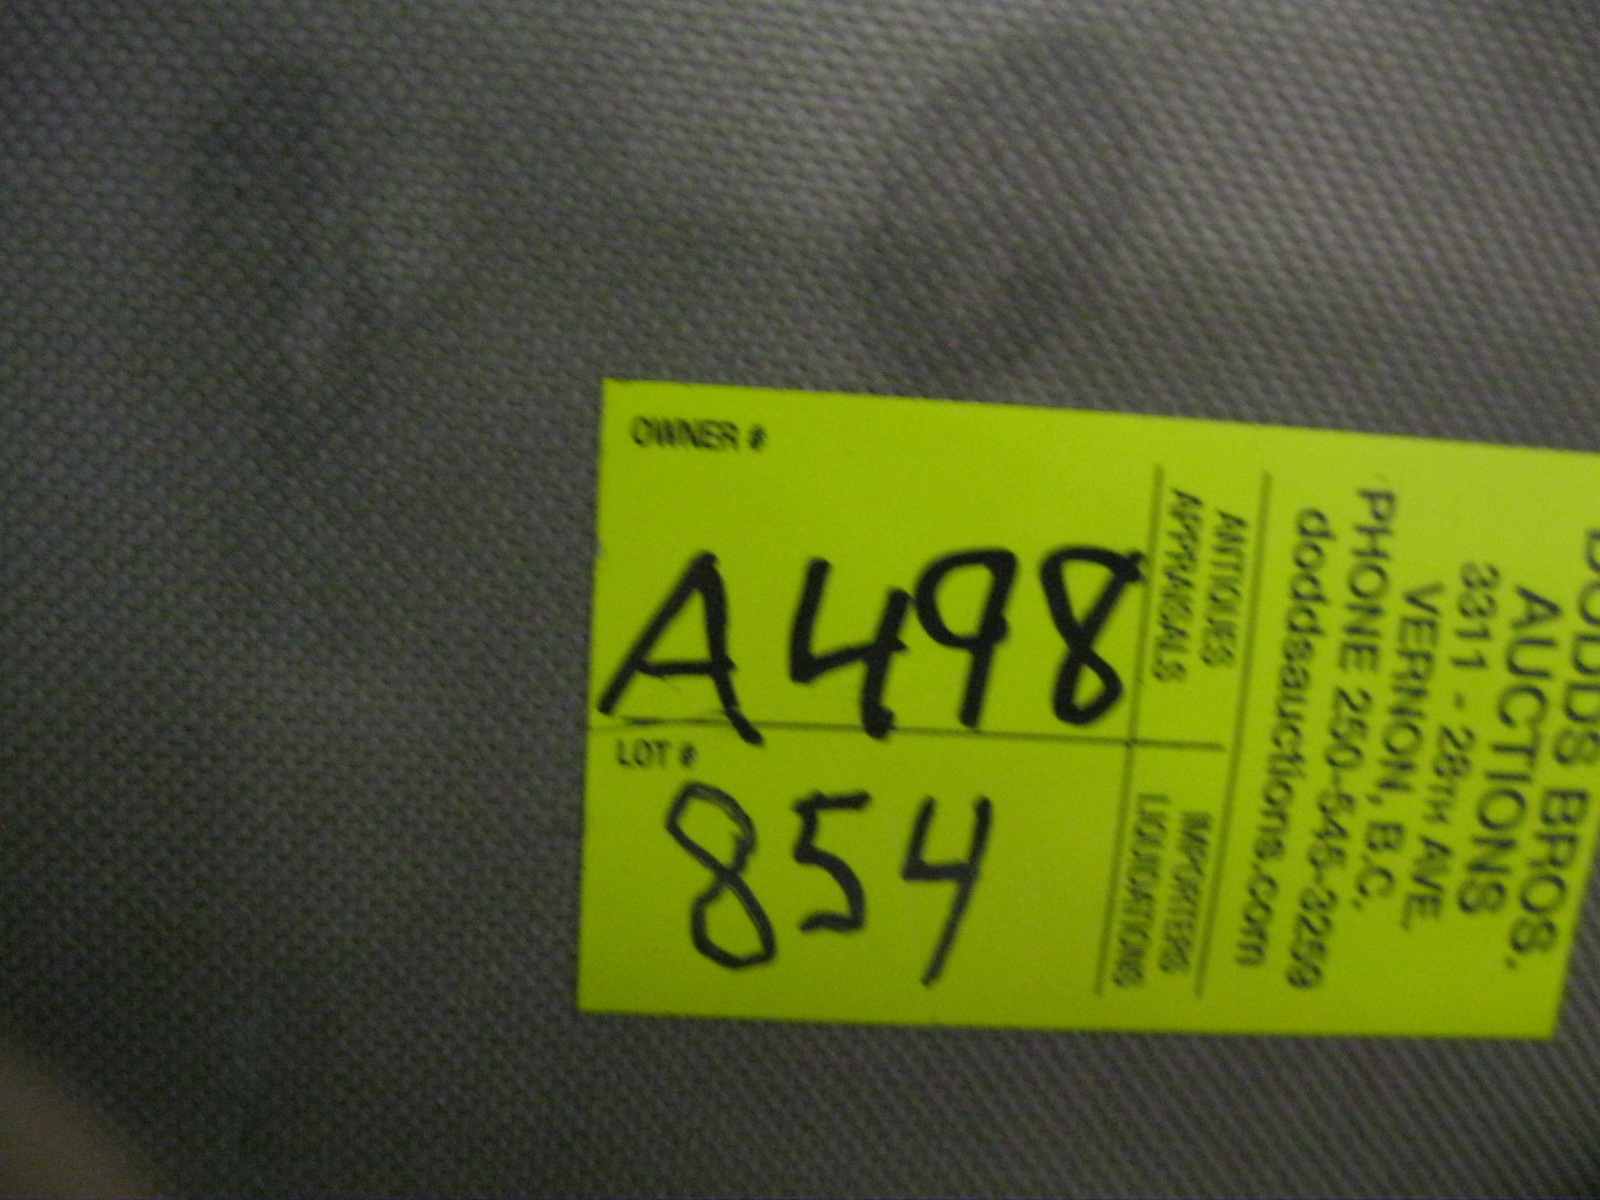 OWNER #
A498
LOT #
854
ANTIQUES
APPRAISALS
IMPORTERS
LIQUIDATIONS
DODDS BROS.
AUCTIONS
3311 - 28TH AVE
VERNON, B.C.
PHONE 250-545-3259
doddsauctions.com